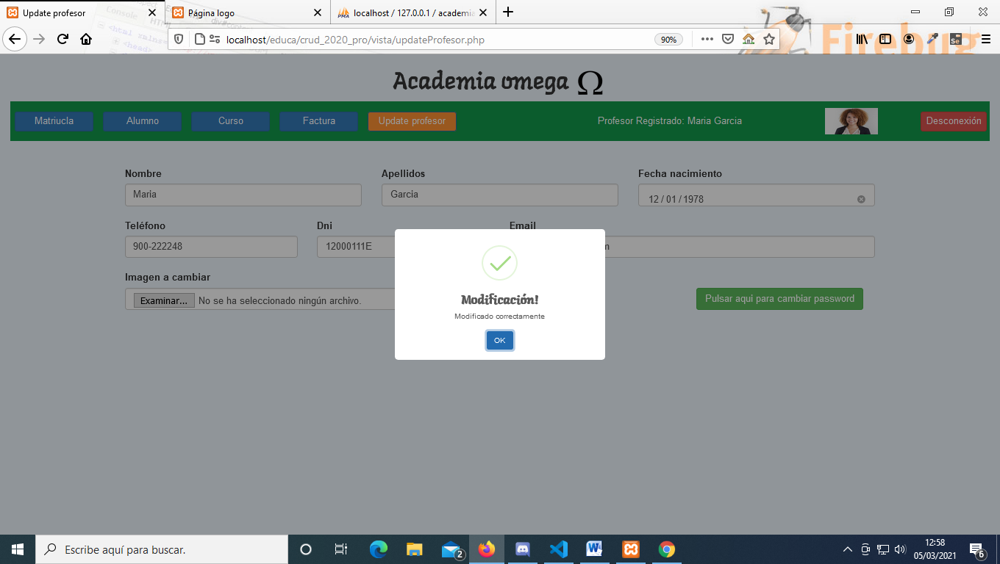 Update profesor
Página logo
localhost / 127.0.0.1 / academia
localhost/educa/crud_2020_pro/vista/updateProfesor.php
90%
Firebug
Academia omega Ω
Matriucla
Alumno
Curso
Factura
Update profesor
Profesor Registrado: Maria Garcia
Desconexión
Nombre
Apellidos
Fecha nacimiento
Maria
Garcia
12 / 01 / 1978
Teléfono
Dni
Email
900-222248
12000111E
m
Imagen a cambiar
Examinar... No se ha seleccionado ningún archivo.
Pulsar aqui para cambiar password
Modificación!
Modificado correctamente
OK
Escribe aquí para buscar.
2
12:58
05/03/2021
6